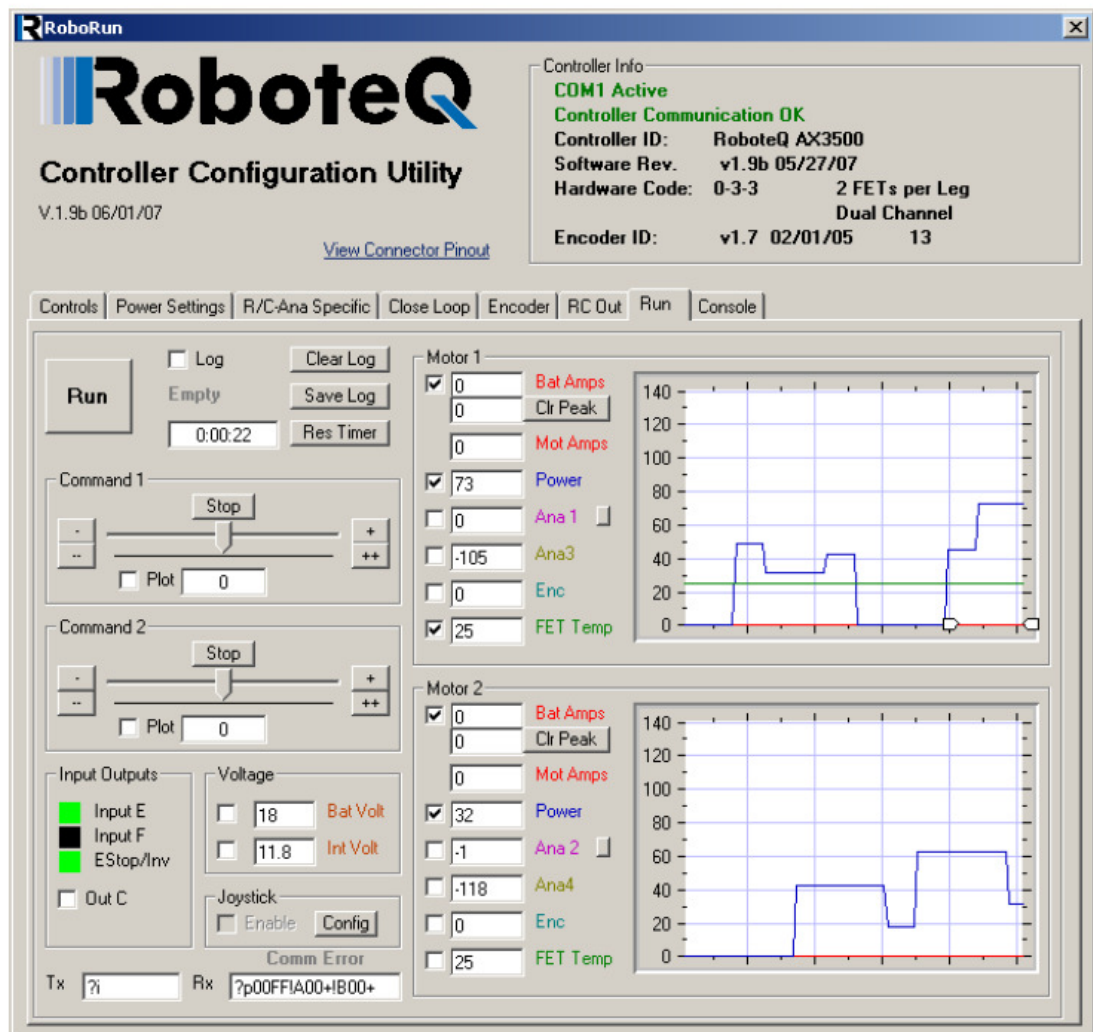 RoboRun
RoboteQ
Controller Configuration Utility
V.1.9b 06/01/07
View Connector Pinout
Controller Info
COM1 Active
Controller Communication OK
Controller ID: RoboteQ AX3500
Software Rev. v1.9b 05/27/07
Hardware Code: 0-3-3 2 FETs per Leg
Dual Channel
Encoder ID: v1.7 02/01/05 13
Controls Power Settings R/C-Ana Specific Close Loop Encoder RC Out Run Console
Run
Log Clear Log
Empty Save Log
0:00:22 Res Timer
Command 1
Stop
- +
-- ++
Plot 0
Command 2
Stop
- +
-- ++
Plot 0
Input Outputs
Input E
Input F
EStop/Inv
Out C
Voltage
18 Bat Volt
11.8 Int Volt
Joystick
Enable Config
Comm Error
Tx ?i Rx ?p00FF!A00+!B00+
Motor 1
0 Bat Amps
0 Clr Peak
0 Mot Amps
73 Power
0 Ana 1
-105 Ana3
0 Enc
25 FET Temp
140
120
100
80
60
40
20
0
Motor 2
0 Bat Amps
0 Clr Peak
0 Mot Amps
32 Power
-1 Ana 2
-118 Ana4
0 Enc
25 FET Temp
140
120
100
80
60
40
20
0